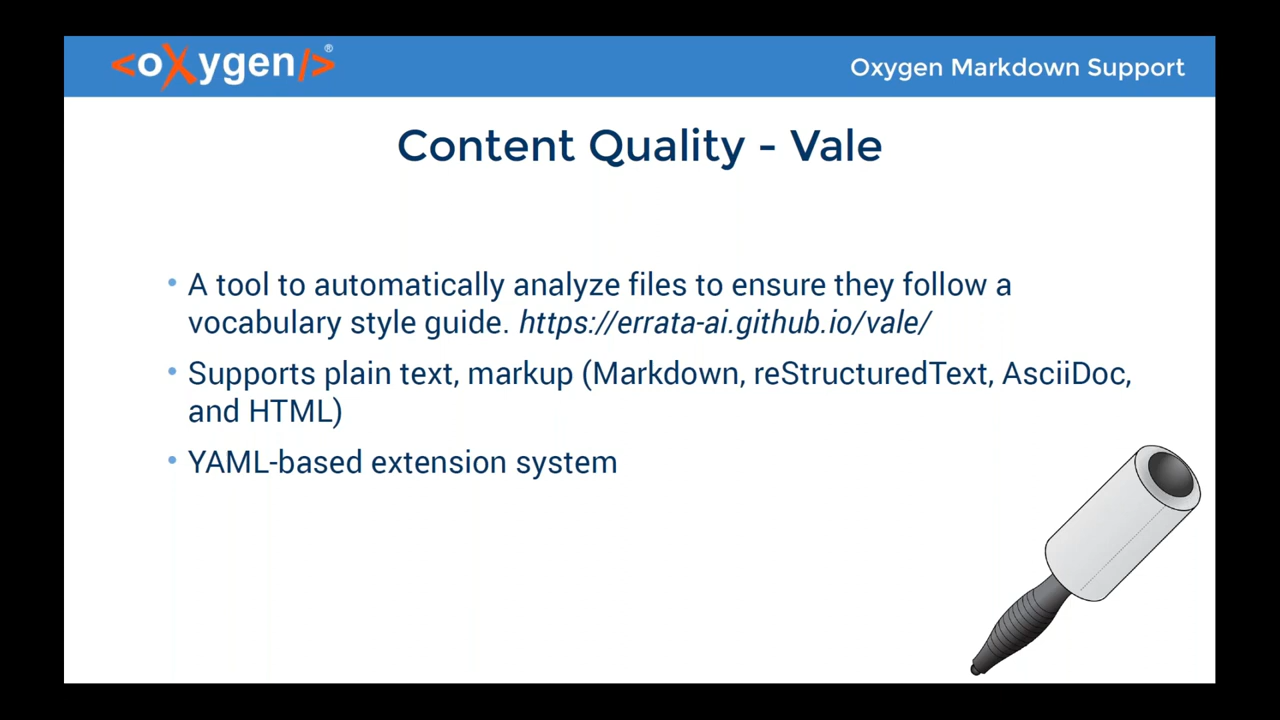 <oXygen/>®
Oxygen Markdown Support
Content Quality - Vale
• A tool to automatically analyze files to ensure they follow a
vocabulary style guide. https://errata-ai.github.io/vale/
• Supports plain text, markup (Markdown, reStructuredText, AsciiDoc,
and HTML)
• YAML-based extension system